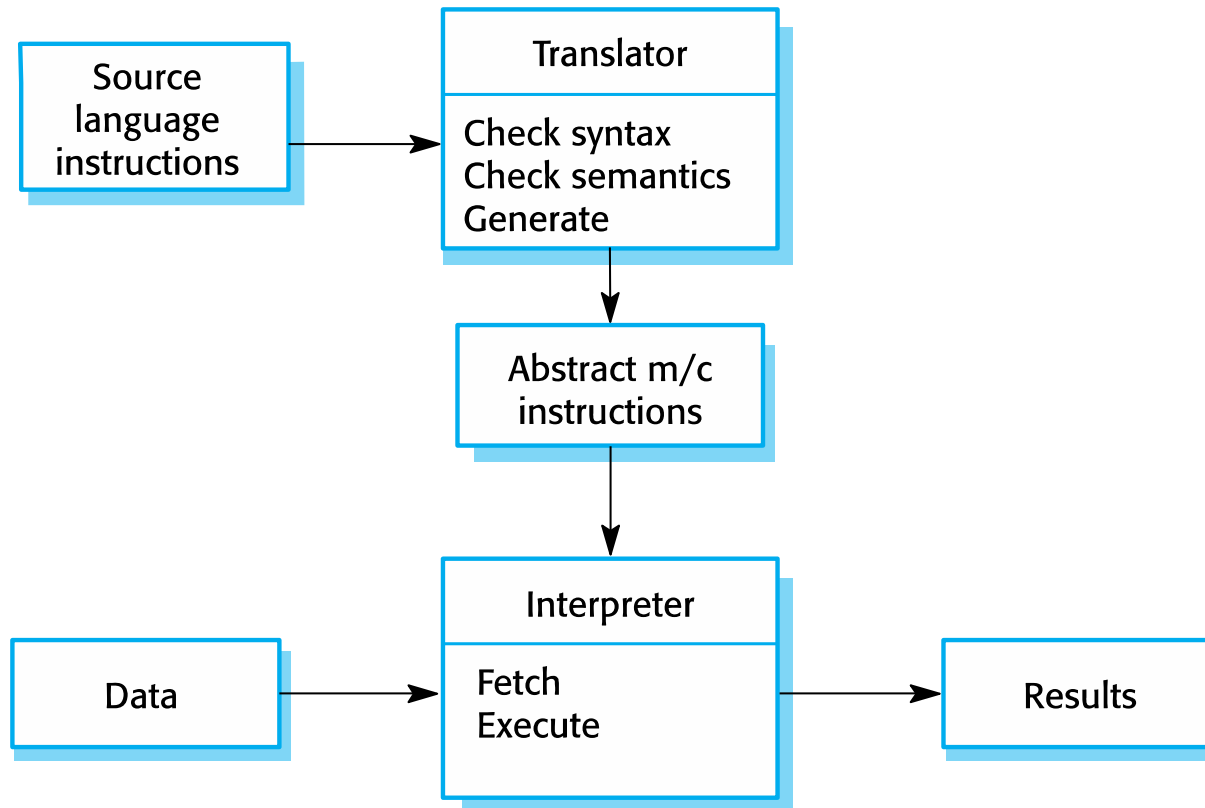 Source
language
instructions
Translator
Check syntax
Check semantics
Generate
Abstract m/c
instructions
Interpreter
Fetch
Execute
Data
Results